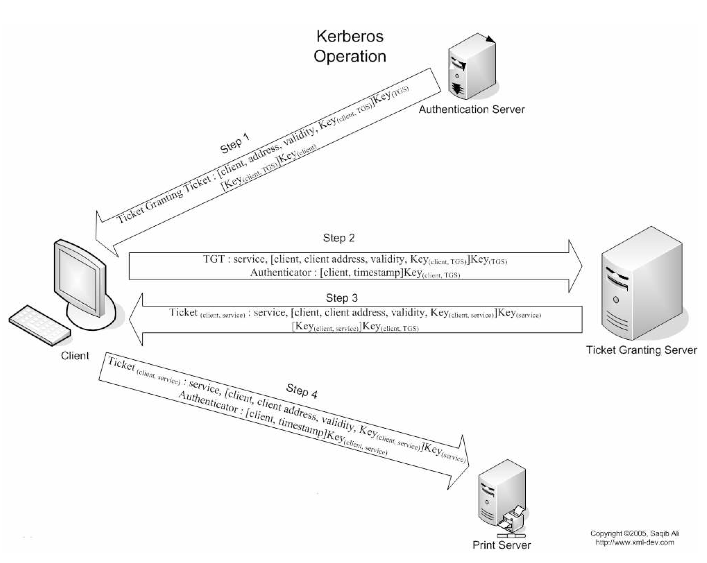 Kerberos
Operation
Authentication Server
Step 1
Ticket Granting Ticket : [client, address, validity, Key(client, TGS)]Key(TGS)
[Key(client, TGS)]Key(client)
Step 2
TGT : service, [client, client address, validity, Key(client, TGS)]Key(TGS)
Authenticator : [client, timestamp]Key(client, TGS)
Step 3
Ticket (client, service) : service, [client, client address, validity, Key(client, service)]Key(service)
[Key(client, service)]Key(client, TGS)
Client
Ticket Granting Server
Step 4
Ticket (client, service) : service, [client, client address, validity, Key(client, service)]Key(service)
Authenticator : [client, timestamp]Key(client, service)
Print Server
Copyright ©2005, Saqib Ali
http://www.xml-dev.com